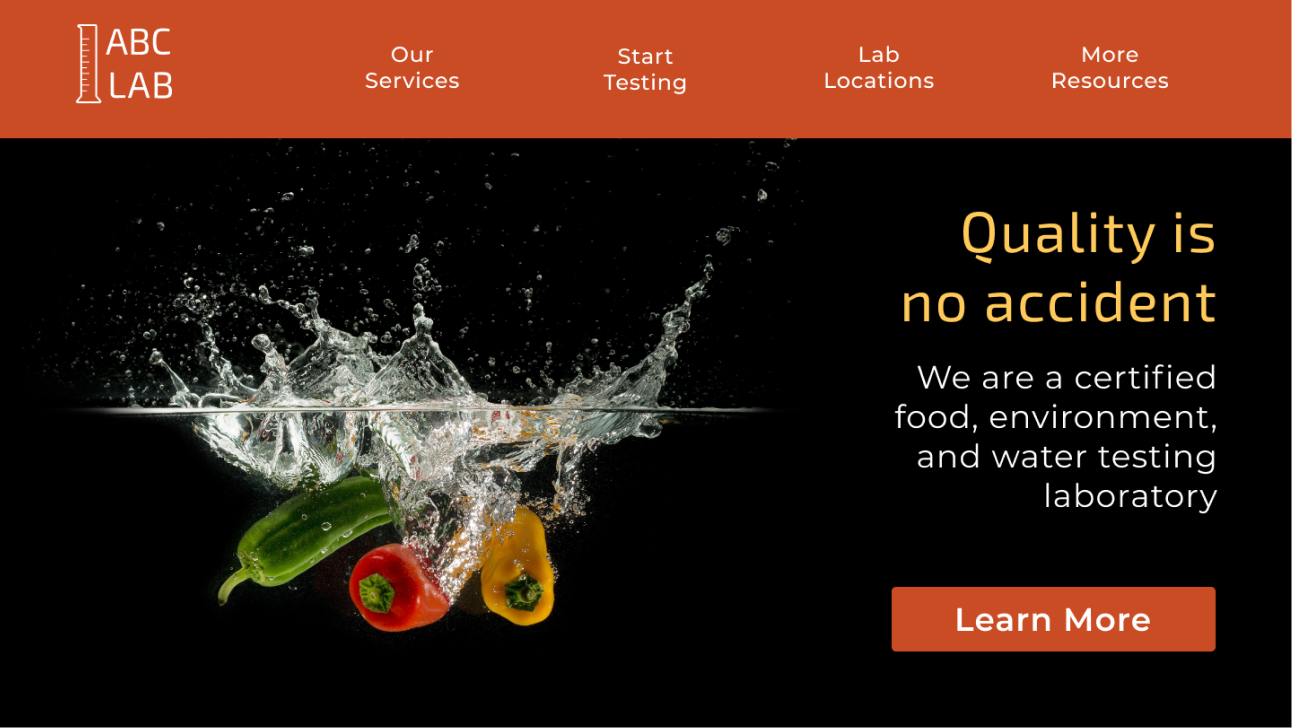 ABC
LAB
Our
Services
Start
Testing
Lab
Locations
More
Resources
Quality is
no accident
We are a certified
food, environment,
and water testing
laboratory
Learn More